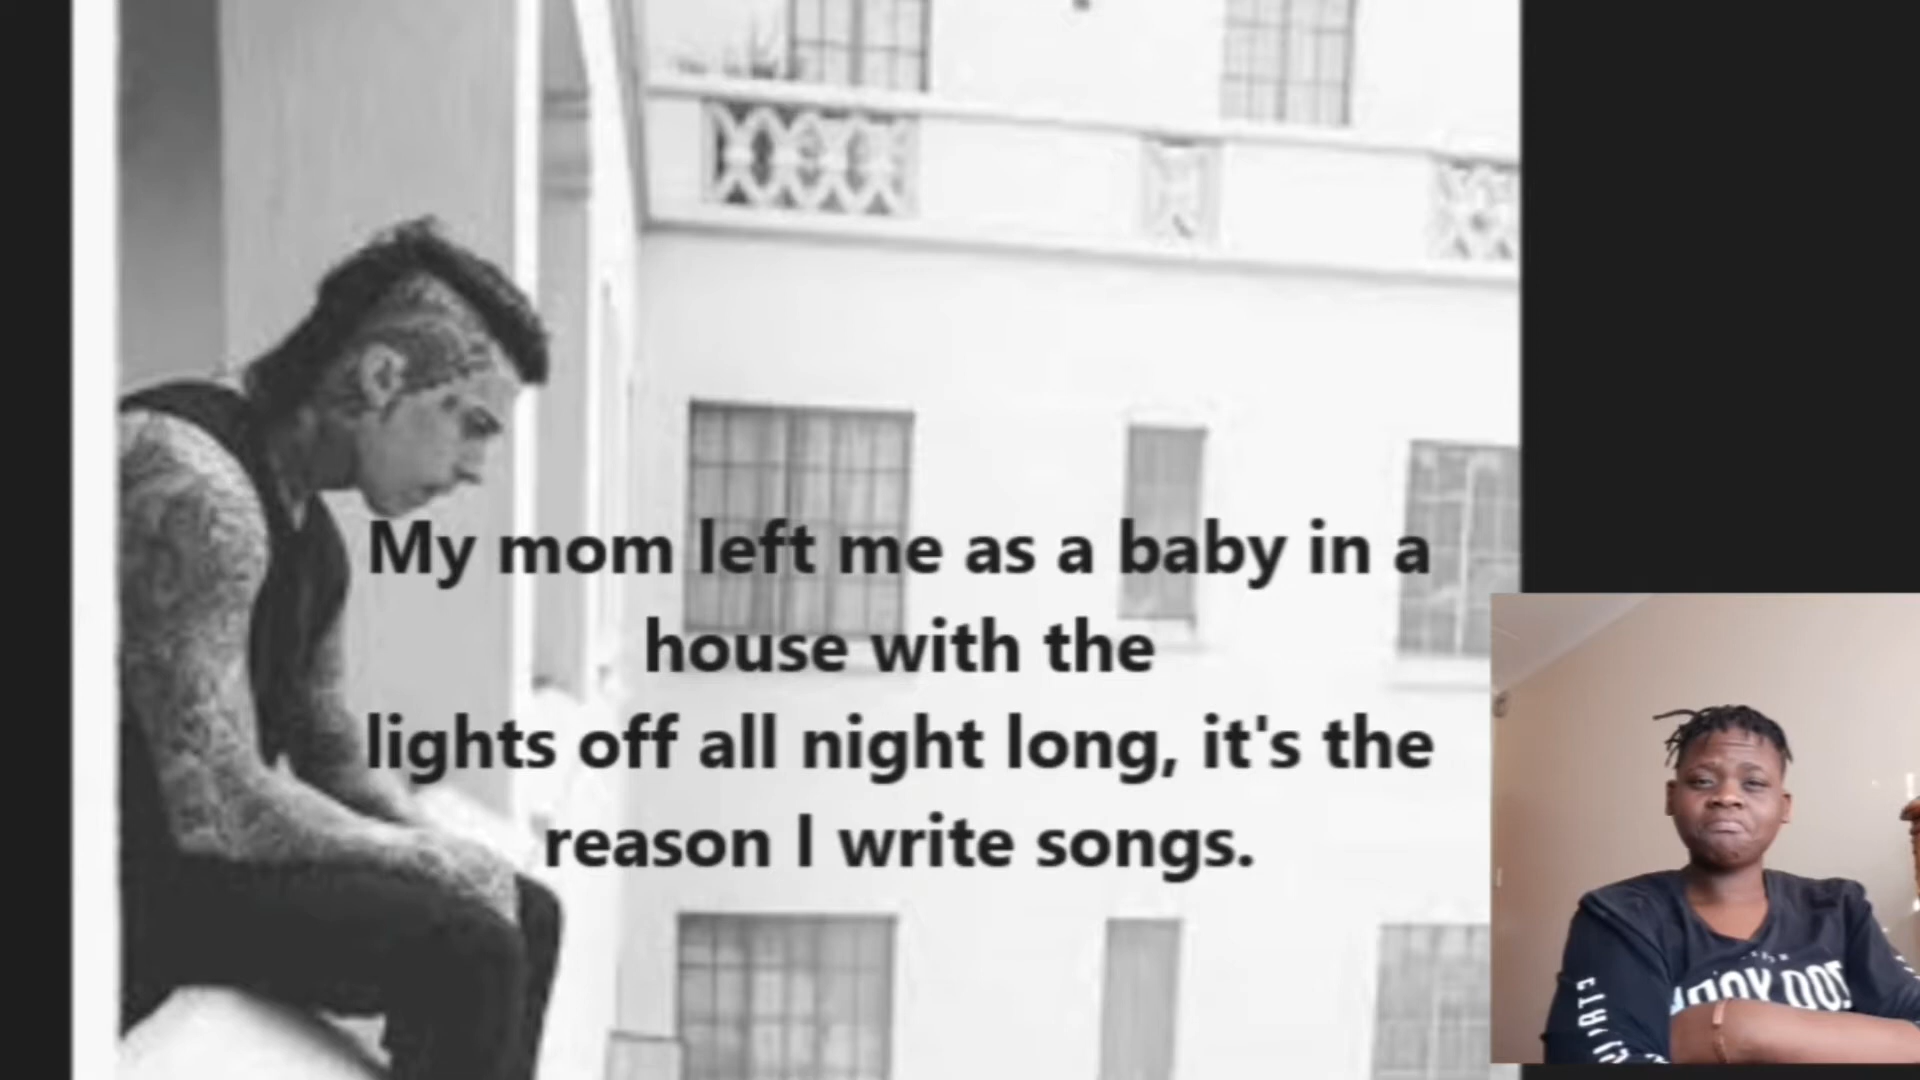 My mom left me as a baby in a
house with the
lights off all night long, it's the
reason I write songs.